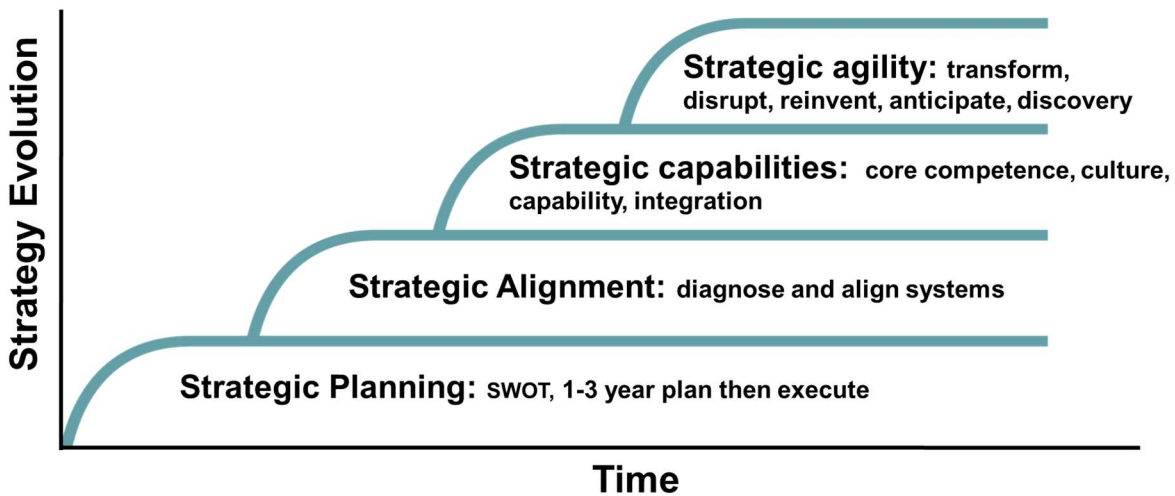 Strategy Evolution
Strategic agility: transform,
disrupt, reinvent, anticipate, discovery
Strategic capabilities: core competence, culture,
capability, integration
Strategic Alignment: diagnose and align systems
Strategic Planning: SWOT, 1-3 year plan then execute
Time